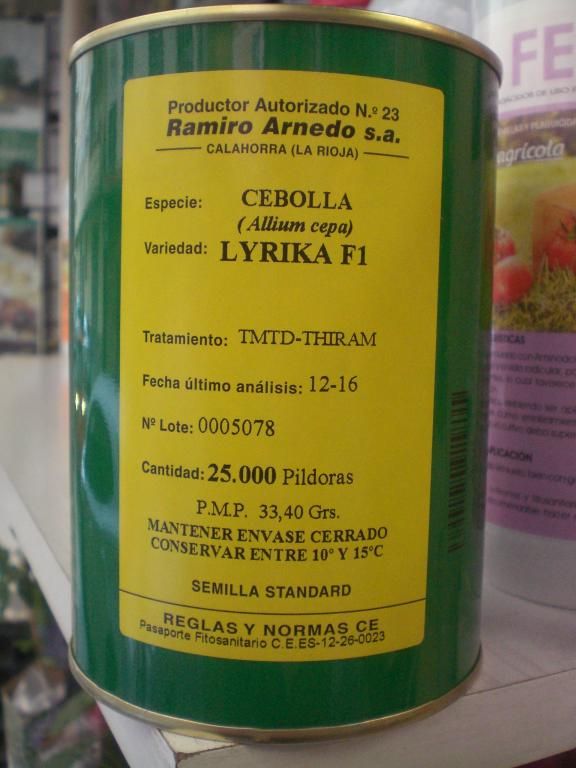 Productor Autorizado N.º 23
Ramiro Arnedo s.a.
CALAHORRA (LA RIOJA)
Especie: CEBOLLA
(Allium cepa)
Variedad: LYRIKA F1
Tratamiento: TMTD-THIRAM
Fecha último análisis: 12-16
Nº Lote: 0005078
Cantidad: 25.000 Pildoras
P.M.P. 33,40 Grs.
MANTENER ENVASE CERRADO
CONSERVAR ENTRE 10º Y 15ºC
SEMILLA STANDARD
REGLAS Y NORMAS CE
Pasaporte Fitosanitario C.E.ES-12-26-0023
FE
agrícola